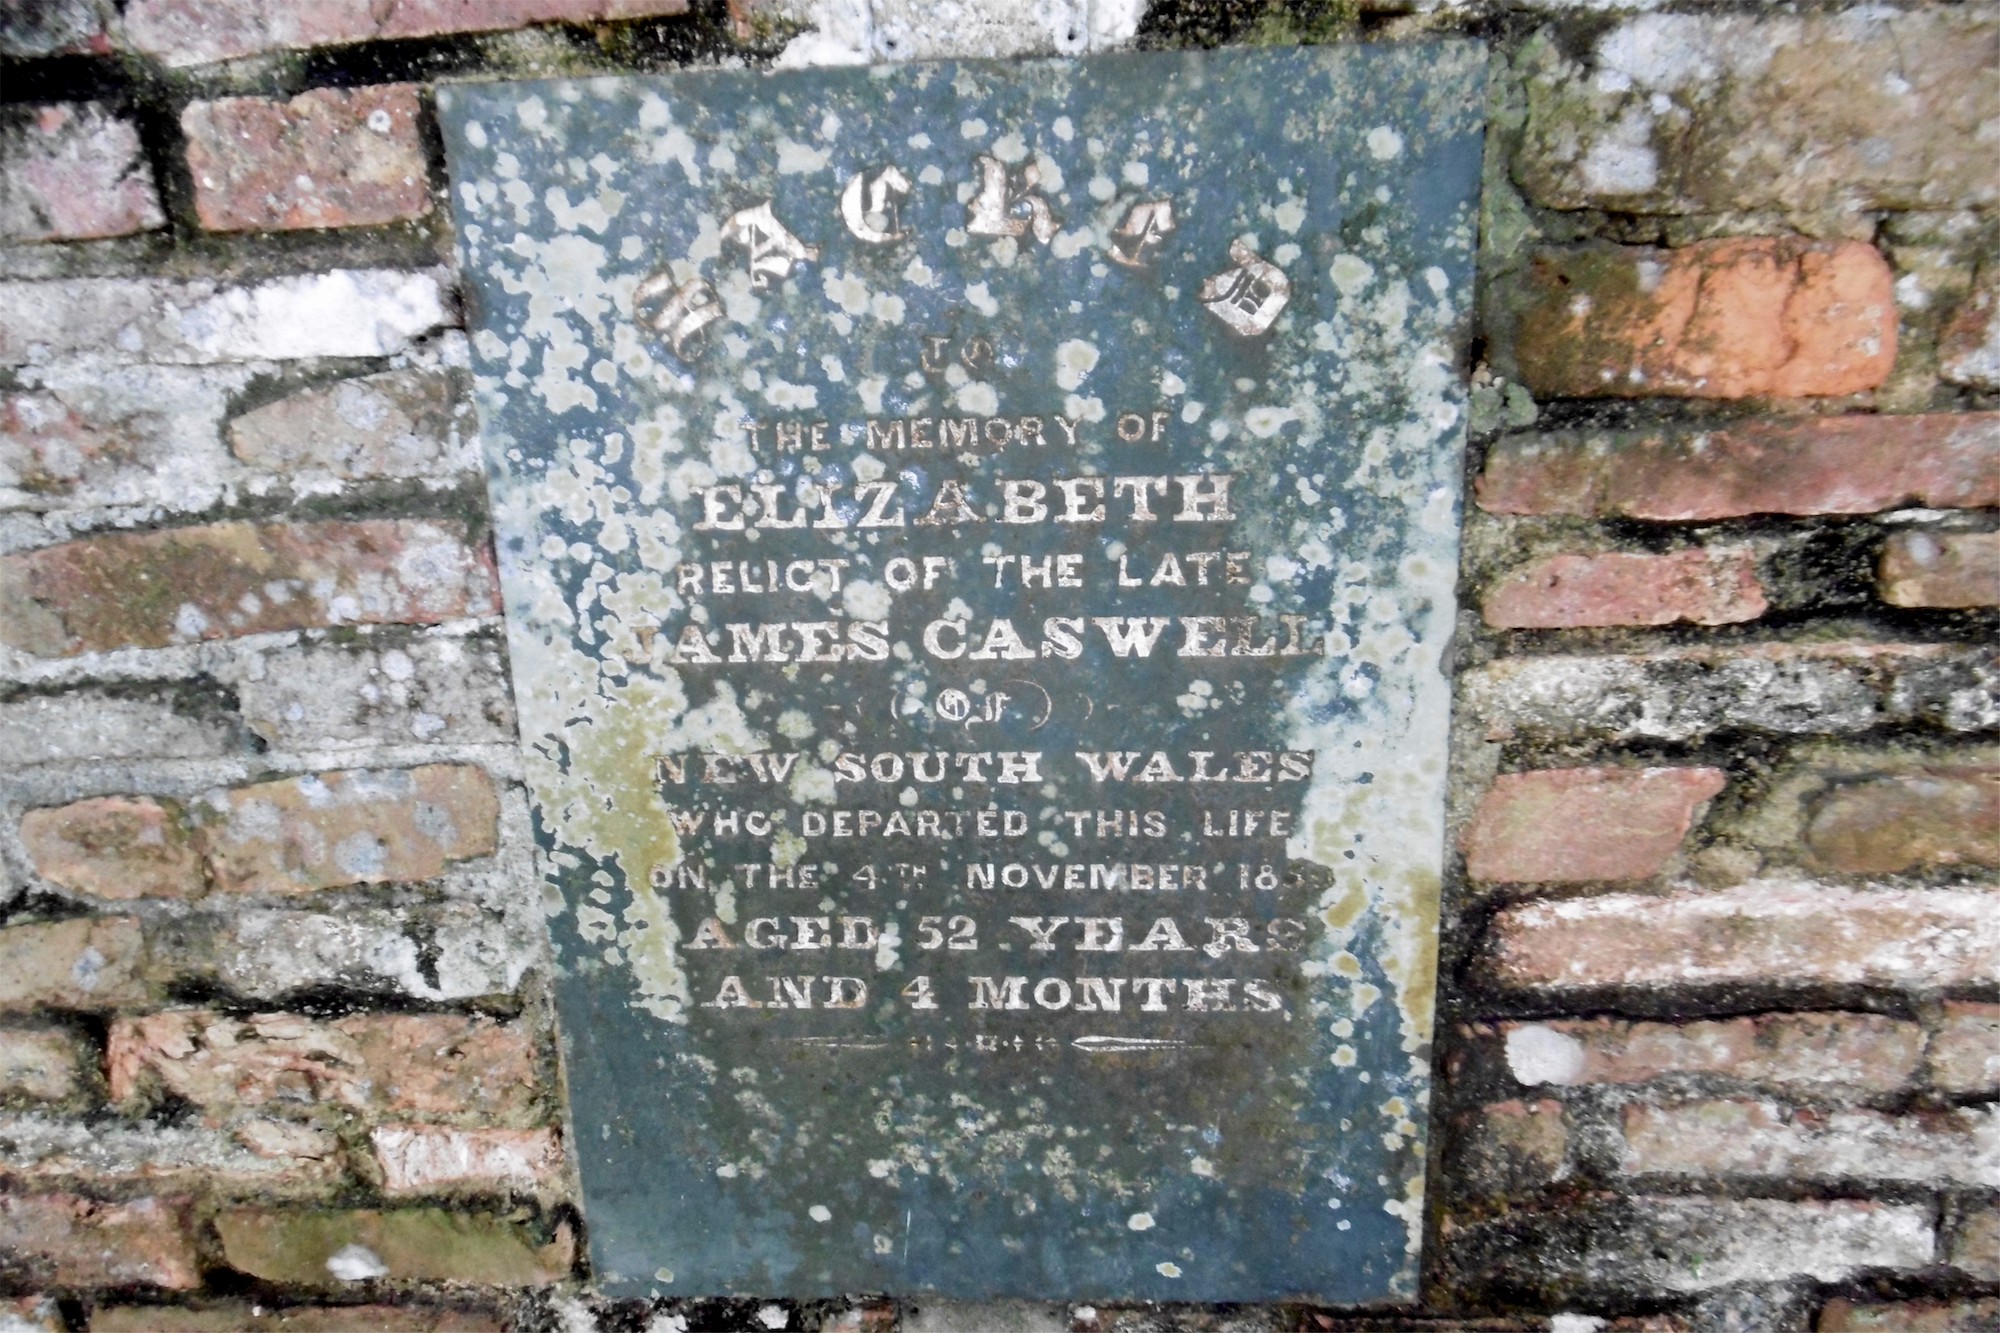 SACRED
TO
THE MEMORY OF
ELIZABETH
RELICT OF THE LATE
JAMES CASWELL
OF
NEW SOUTH WALES
WHO DEPARTED THIS LIFE
ON THE 4TH NOVEMBER
AGED 52 YEARS
AND 4 MONTHS.